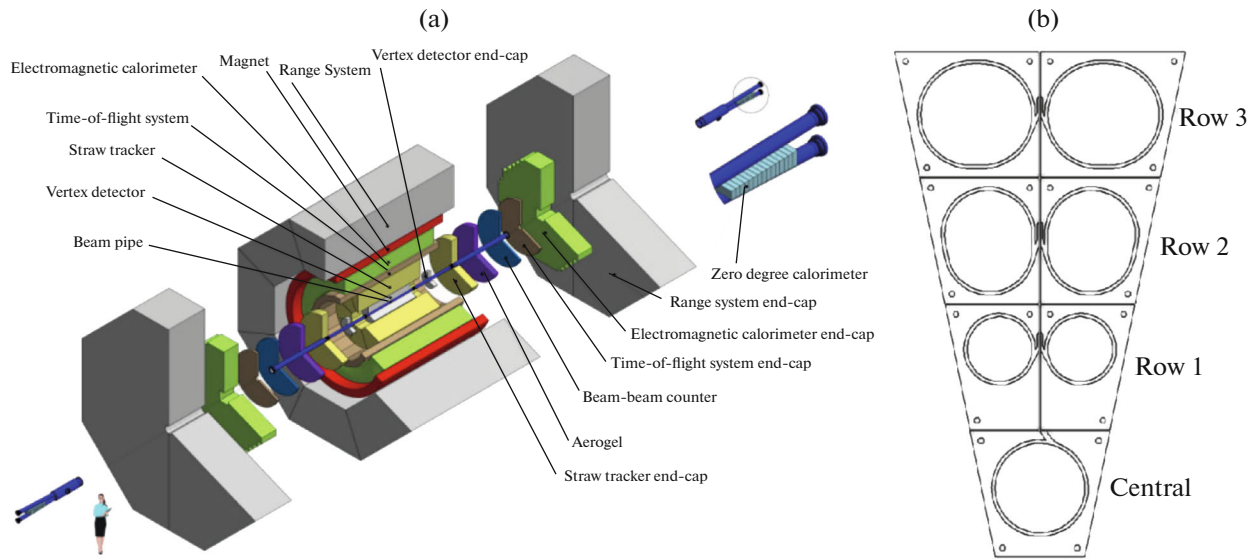 (a)
Vertex detector end-cap
Magnet
Electromagnetic calorimeter
Range System
Time-of-flight system
Straw tracker
Vertex detector
Beam pipe
Zero degree calorimeter
Range system end-cap
Electromagnetic calorimeter end-cap
Time-of-flight system end-cap
Beam–beam counter
Aerogel
Straw tracker end-cap
(b)
Row 3
Row 2
Row 1
Central